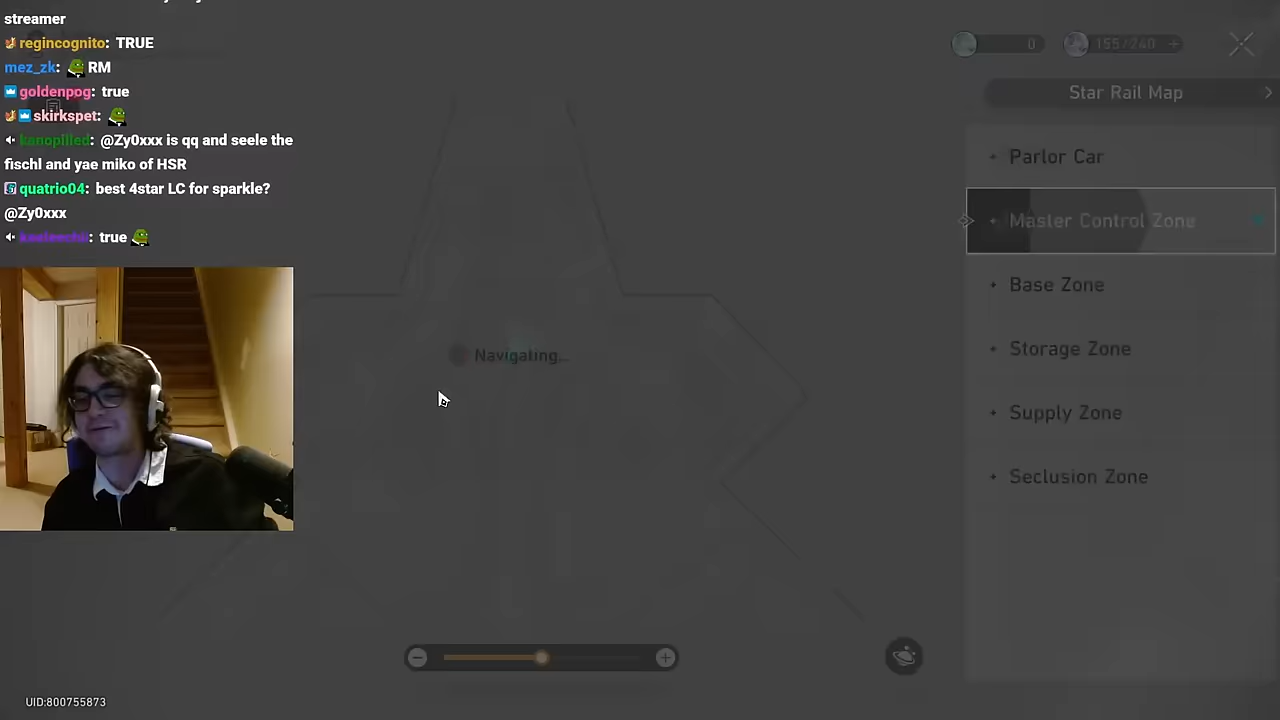 streamer
regincognito: TRUE
mez_zk: RM
goldenpog: true
skirkspet:
kanopilled: @Zy0xxx is qq and seele the
fischl and yae miko of HSR
quatrio04: best 4star LC for sparkle?
@Zy0xxx
true
0
155/240
Star Rail Map
Parlor Car
Master Control Zone
Base Zone
Storage Zone
Supply Zone
Seclusion Zone
Navigating...
UID:800755873